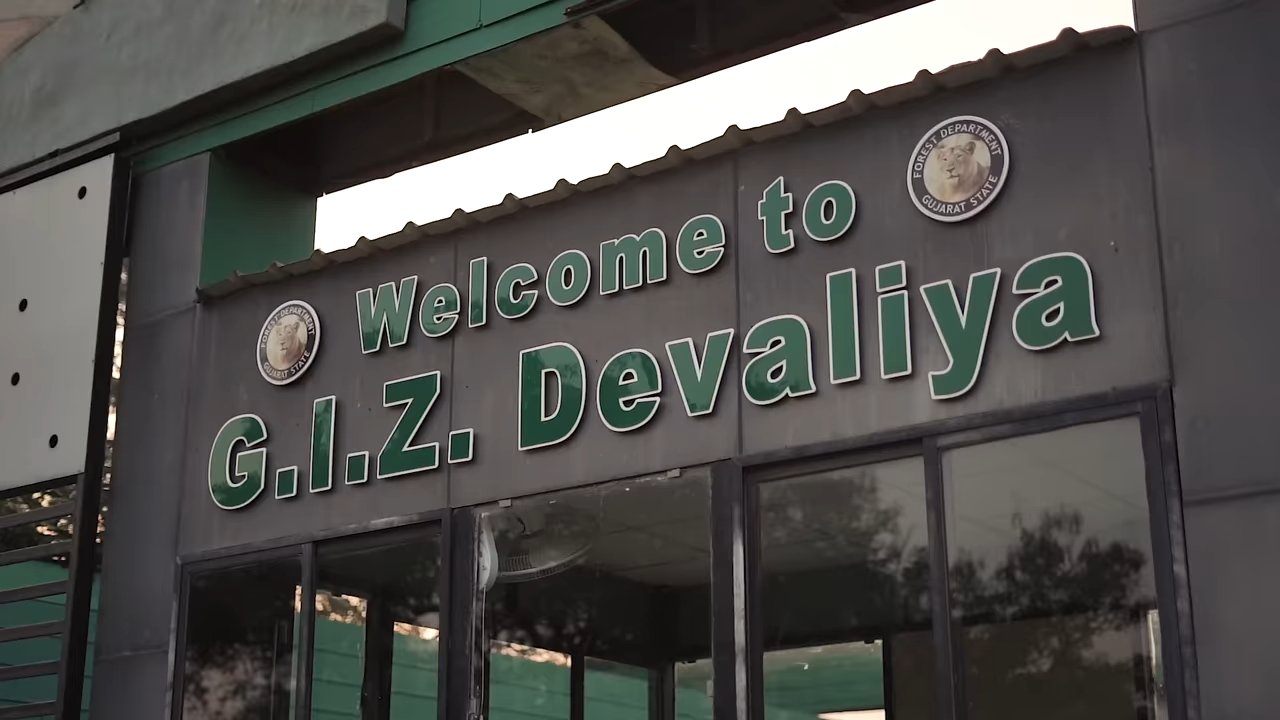 Welcome to
G.I.Z. Devaliya
FOREST DEPARTMENT
GUJARAT STATE
FOREST DEPARTMENT
GUJARAT STATE